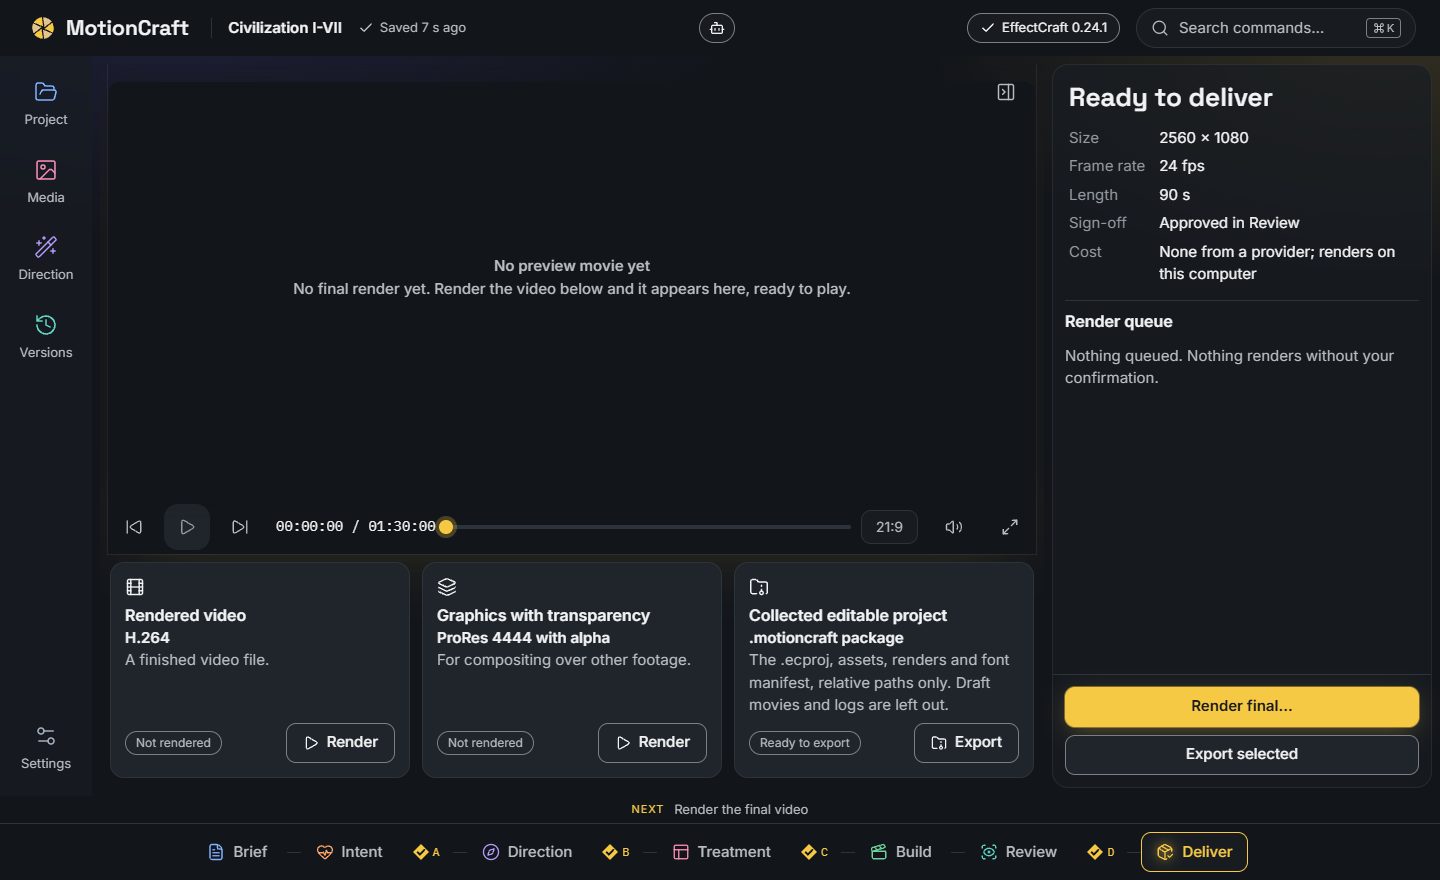 MotionCraft
Civilization I-VII
Saved 7 s ago
EffectCraft 0.24.1
Search commands...
⌘K
Project
Media
Direction
Versions
Settings
No preview movie yet
No final render yet. Render the video below and it appears here, ready to play.
00:00:00 / 01:30:00
21:9
Rendered video
H.264
A finished video file.
Not rendered
Render
Graphics with transparency
ProRes 4444 with alpha
For compositing over other footage.
Not rendered
Render
Collected editable project
.motioncraft package
The .ecproj, assets, renders and font
manifest, relative paths only. Draft
movies and logs are left out.
Ready to export
Export
Ready to deliver
Size 2560 × 1080
Frame rate 24 fps
Length 90 s
Sign-off Approved in Review
Cost None from a provider; renders on
this computer
Render queue
Nothing queued. Nothing renders without your
confirmation.
Render final...
Export selected
NEXT Render the final video
Brief
Intent
A
Direction
B
Treatment
C
Build
Review
D
Deliver